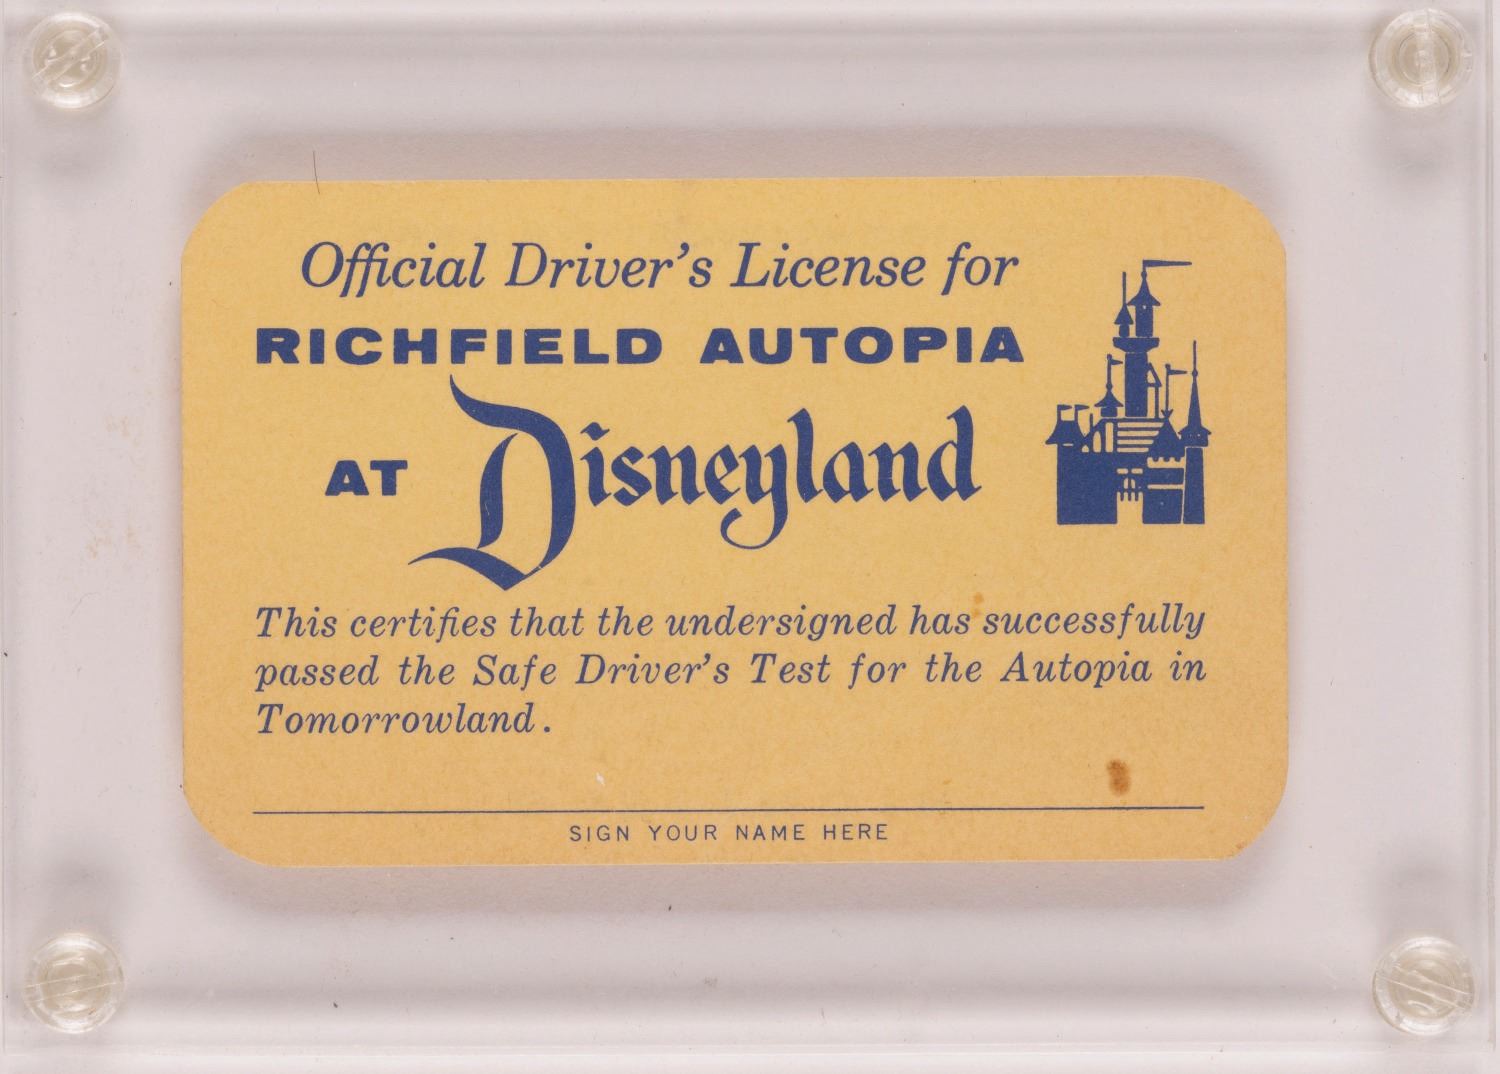 Official Driver's License for
RICHFIELD AUTOPIA
AT Disneyland
This certifies that the undersigned has successfully
passed the Safe Driver's Test for the Autopia in
Tomorrowland.
SIGN YOUR NAME HERE